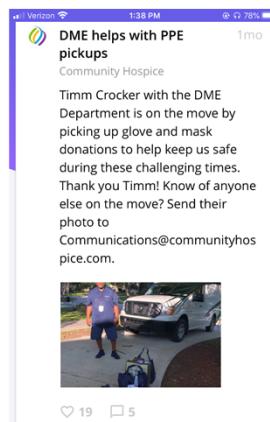 Verizon 1:38 PM 78%
DME helps with PPE 1mo
pickups
Community Hospice
Timm Crocker with the DME
Department is on the move by
picking up glove and mask
donations to help keep us safe
during these challenging times.
Thank you Timm! Know of anyone
else on the move? Send their
photo to
Communications@communityhos
pice.com.
19 5